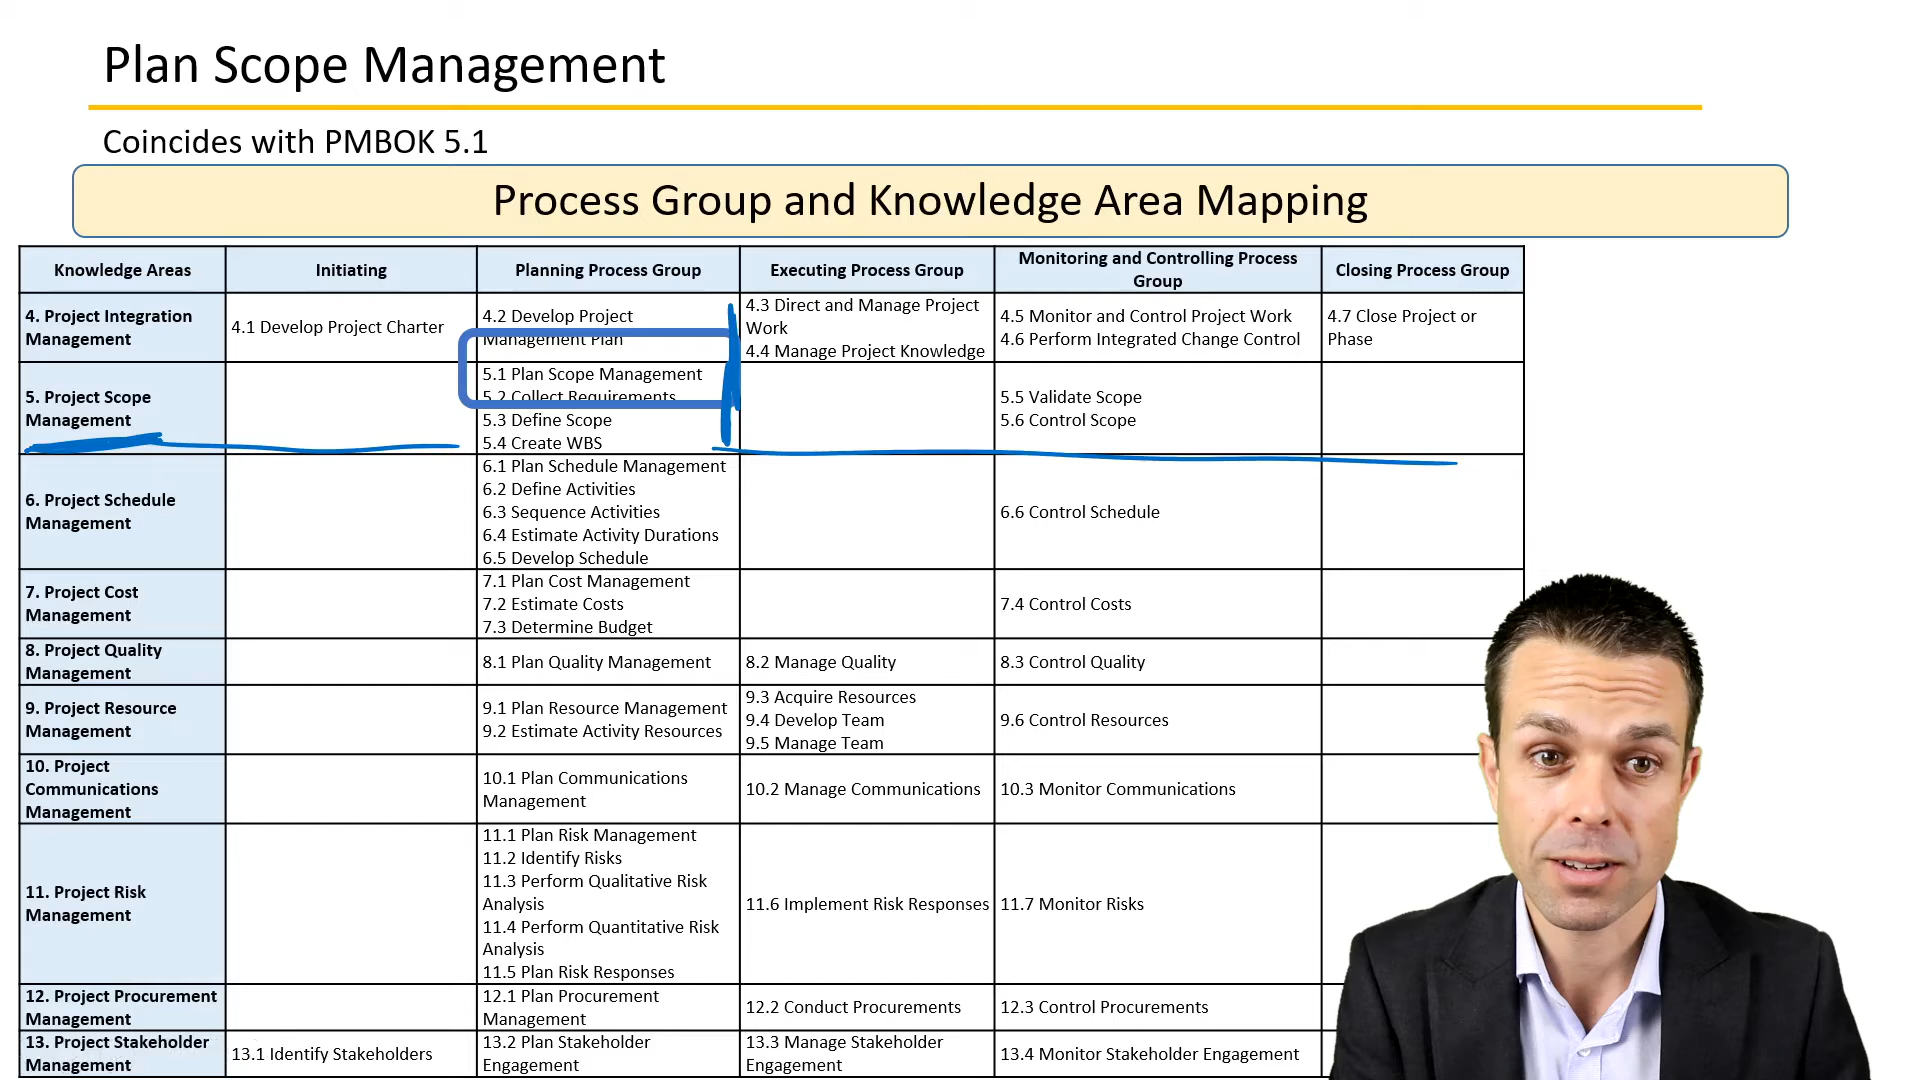 Plan Scope Management
Coincides with PMBOK 5.1
Process Group and Knowledge Area Mapping
Knowledge Areas
Initiating
Planning Process Group
Executing Process Group
Monitoring and Controlling Process
Group
Closing Process Group
4. Project Integration
Management
4.1 Develop Project Charter
4.2 Develop Project
Management Plan
4.3 Direct and Manage Project
Work
4.4 Manage Project Knowledge
4.5 Monitor and Control Project Work
4.6 Perform Integrated Change Control
4.7 Close Project or
Phase
5. Project Scope
Management
5.1 Plan Scope Management
5.2 Collect Requirements
5.3 Define Scope
5.4 Create WBS
5.5 Validate Scope
5.6 Control Scope
6. Project Schedule
Management
6.1 Plan Schedule Management
6.2 Define Activities
6.3 Sequence Activities
6.4 Estimate Activity Durations
6.5 Develop Schedule
6.6 Control Schedule
7. Project Cost
Management
7.1 Plan Cost Management
7.2 Estimate Costs
7.3 Determine Budget
7.4 Control Costs
8. Project Quality
Management
8.1 Plan Quality Management
8.2 Manage Quality
8.3 Control Quality
9. Project Resource
Management
9.1 Plan Resource Management
9.2 Estimate Activity Resources
9.3 Acquire Resources
9.4 Develop Team
9.5 Manage Team
9.6 Control Resources
10. Project
Communications
Management
10.1 Plan Communications
Management
10.2 Manage Communications
10.3 Monitor Communications
11. Project Risk
Management
11.1 Plan Risk Management
11.2 Identify Risks
11.3 Perform Qualitative Risk
Analysis
11.4 Perform Quantitative Risk
Analysis
11.5 Plan Risk Responses
11.6 Implement Risk Responses
11.7 Monitor Risks
12. Project Procurement
Management
12.1 Plan Procurement
Management
12.2 Conduct Procurements
12.3 Control Procurements
13. Project Stakeholder
Management
13.1 Identify Stakeholders
13.2 Plan Stakeholder
Engagement
13.3 Manage Stakeholder
Engagement
13.4 Monitor Stakeholder Engagement